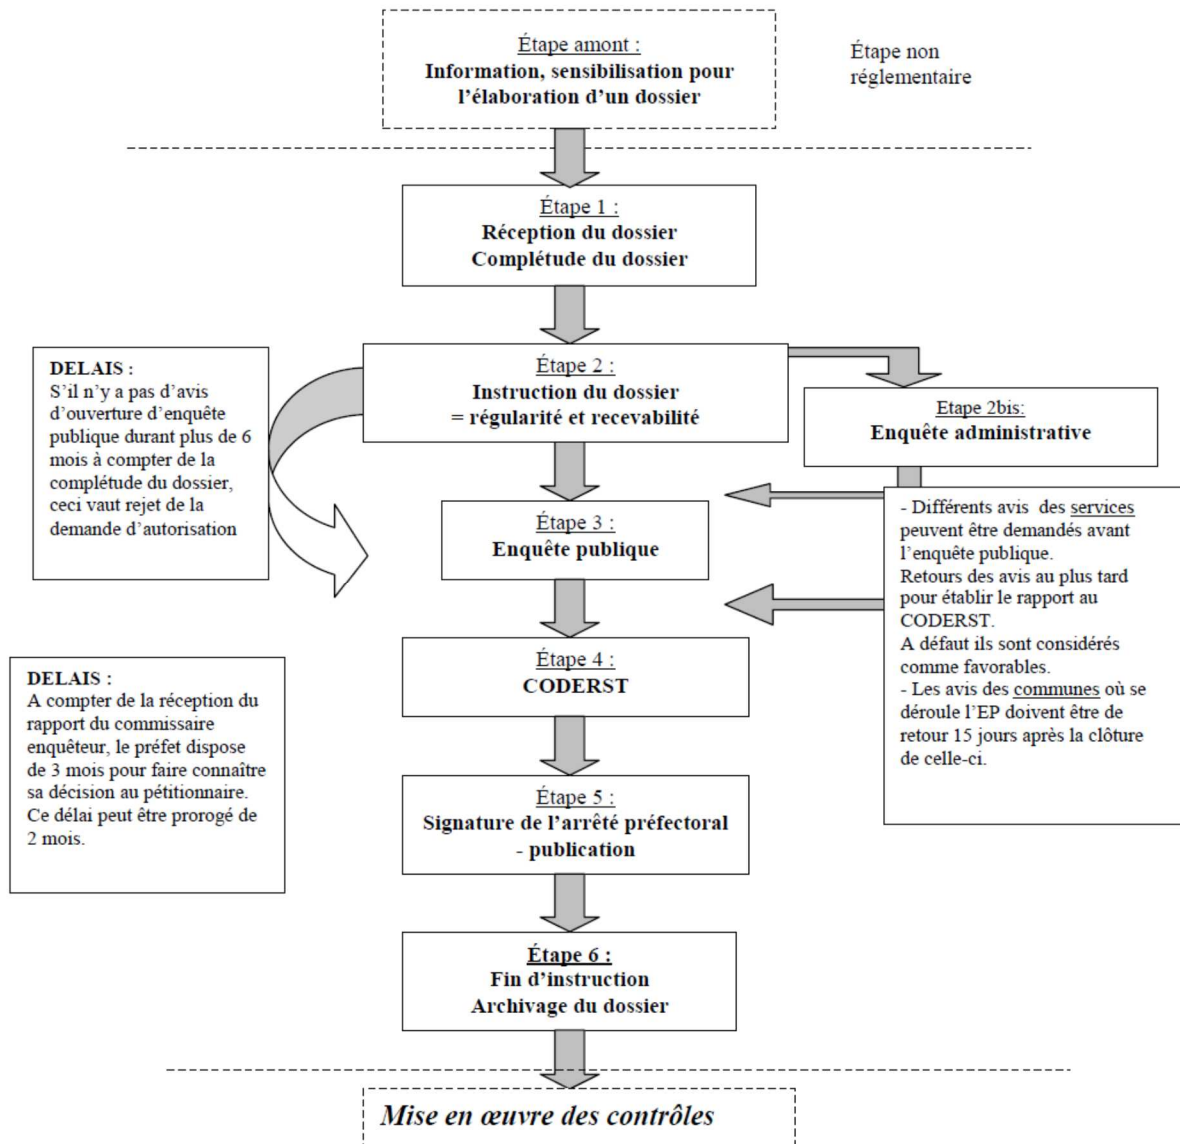 Étape amont :
Information, sensibilisation pour
l'élaboration d'un dossier
Étape non
réglementaire
Étape 1 :
Réception du dossier
Complétude du dossier
Étape 2 :
Instruction du dossier
= régularité et recevabilité
Etape 2bis:
Enquête administrative
DELAIS :
S'il n'y a pas d'avis
d'ouverture d'enquête
publique durant plus de 6
mois à compter de la
complétude du dossier,
ceci vaut rejet de la
demande d'autorisation
Étape 3 :
Enquête publique
- Différents avis des services
peuvent être demandés avant
l'enquête publique.
Retours des avis au plus tard
pour établir le rapport au
CODERST.
A défaut ils sont considérés
comme favorables.
- Les avis des communes où se
déroule l'EP doivent être de
retour 15 jours après la clôture
de celle-ci.
Étape 4 :
CODERST
DELAIS :
A compter de la réception du
rapport du commissaire
enquêteur, le préfet dispose
de 3 mois pour faire connaître
sa décision au pétitionnaire.
Ce délai peut être prorogé de
2 mois.
Étape 5 :
Signature de l'arrêté préfectoral
- publication
Étape 6 :
Fin d'instruction
Archivage du dossier
Mise en œuvre des contrôles